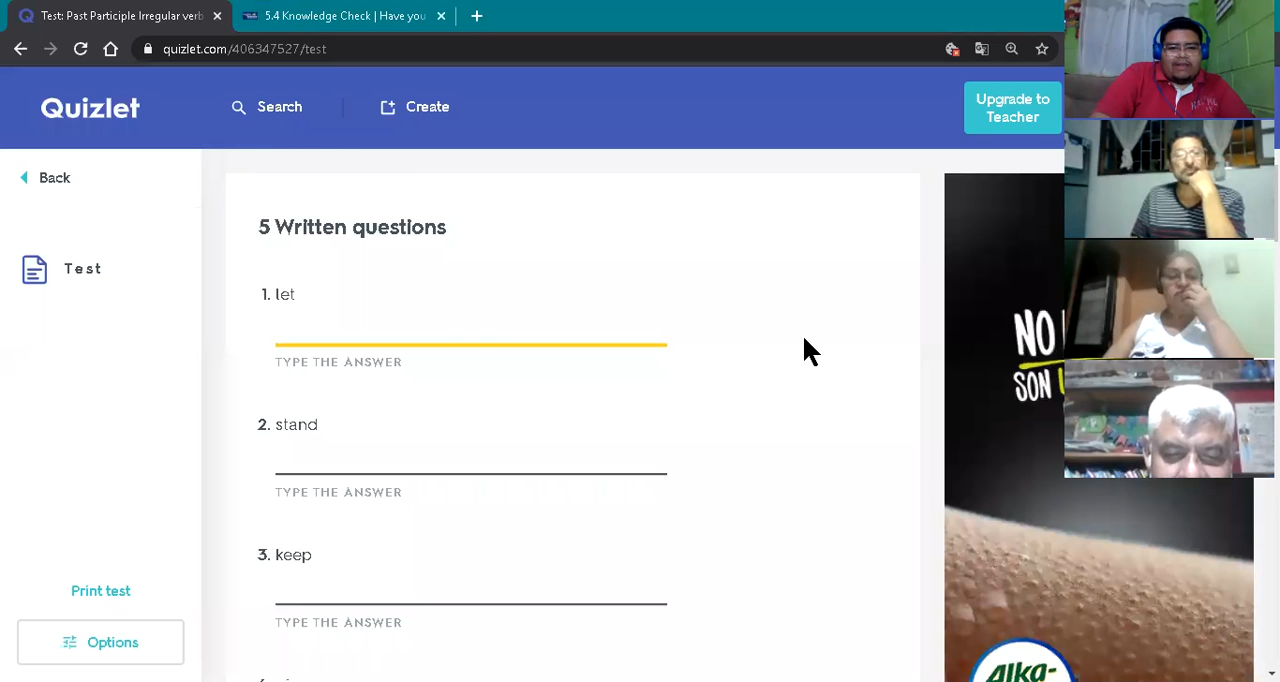 Test: Past Participle Irregular verb
5.4 Knowledge Check | Have you
quizlet.com/406347527/test
Quizlet
Search
Create
Upgrade to
Teacher
Back
Test
5 Written questions
1. let
TYPE THE ANSWER
2. stand
TYPE THE ANSWER
3. keep
TYPE THE ANSWER
NO
SON
Print test
Options
Alka-